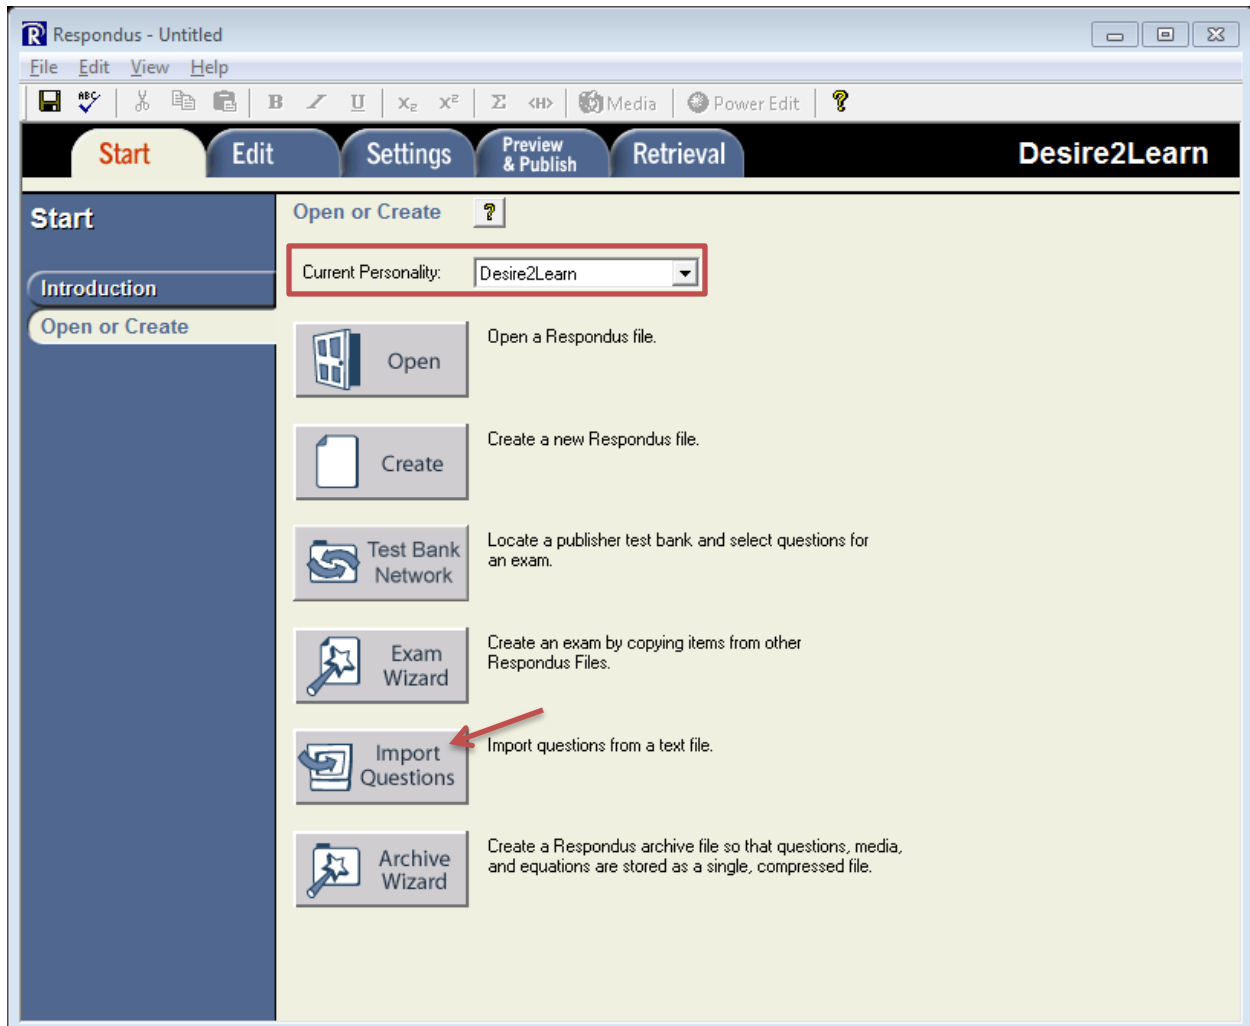 Respondus - Untitled
File Edit View Help
ABC B I U X₂ X² Σ <H> Media Power Edit ?
Start Edit Settings Preview & Publish Retrieval Desire2Learn
Start
Introduction
Open or Create
Open or Create ?
Current Personality: Desire2Learn
Open
Open a Respondus file.
Create
Create a new Respondus file.
Test Bank
Network
Locate a publisher test bank and select questions for
an exam.
Exam
Wizard
Create an exam by copying items from other
Respondus Files.
Import
Questions
Import questions from a text file.
Archive
Wizard
Create a Respondus archive file so that questions, media,
and equations are stored as a single, compressed file.